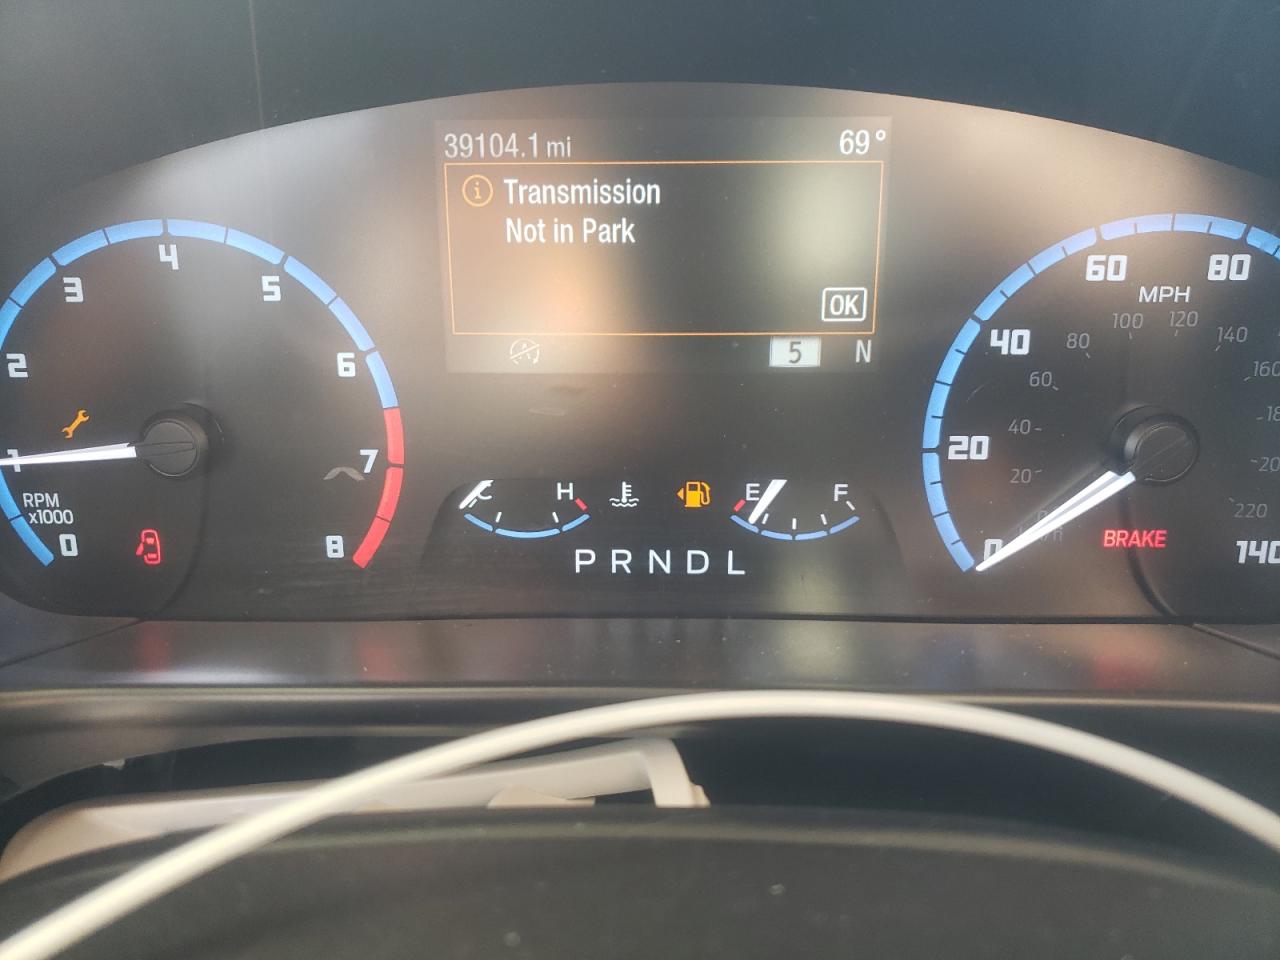 39104.1 mi 69°
i Transmission
Not in Park
OK
5 N
0 1 2 3 4 5 6 7 8
RPM
x1000
C H
E F
P R N D L
0 20 40 60 80 140
MPH
20 40 60 80 100 120 140 160 220
BRAKE